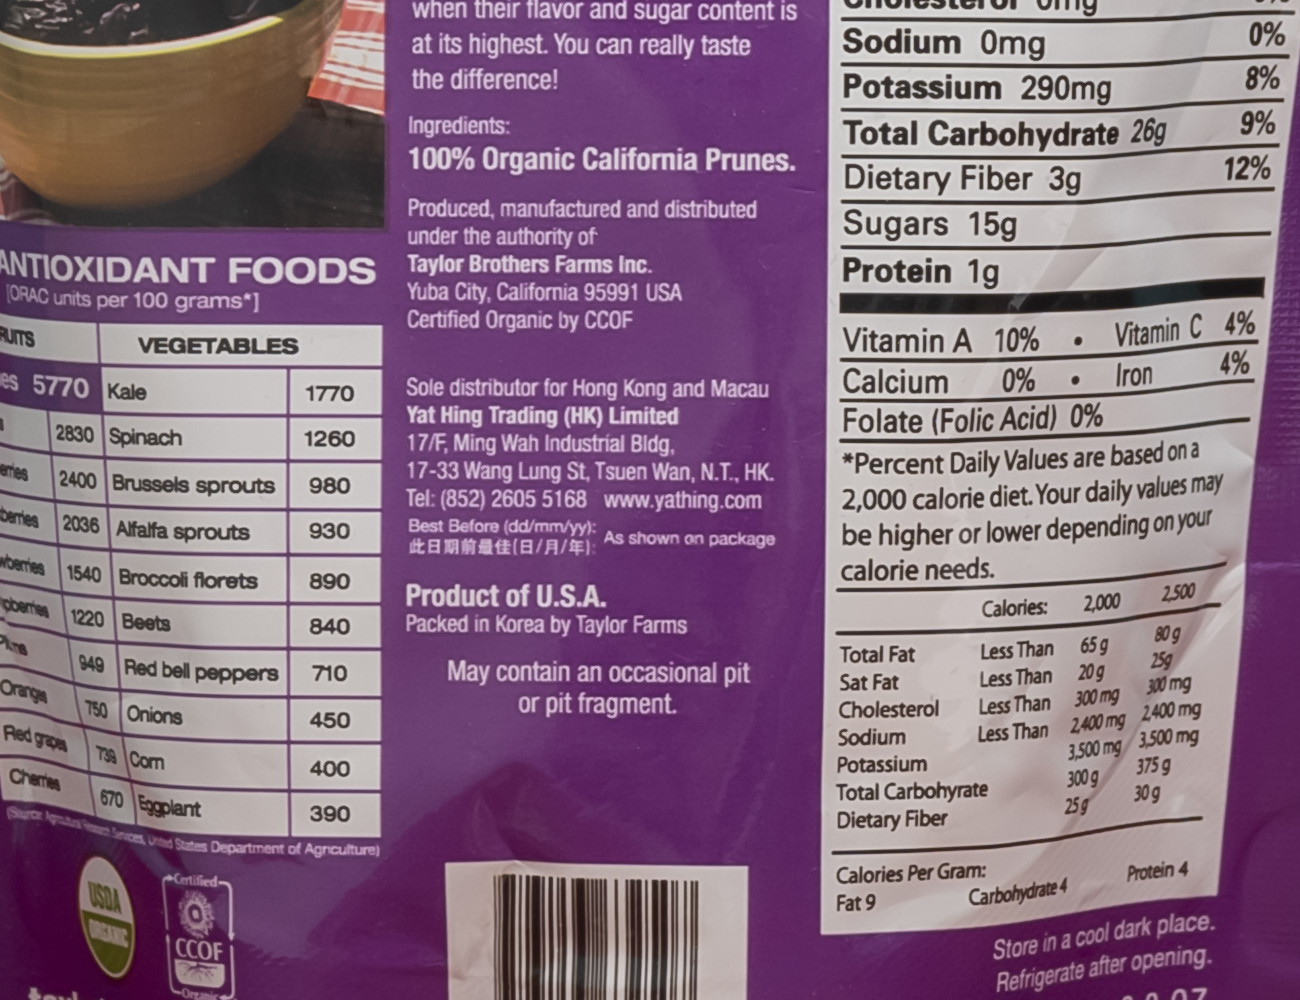 when their flavor and sugar content is
at its highest. You can really taste
the difference!
Ingredients:
100% Organic California Prunes.
Produced, manufactured and distributed
under the authority of
Taylor Brothers Farms Inc.
Yuba City, California 95991 USA
Certified Organic by CCOF
Sole distributor for Hong Kong and Macau
Yat Hing Trading (HK) Limited
17/F, Ming Wah Industrial Bldg,
17-33 Wang Lung St, Tsuen Wan, N.T., HK.
Tel: (852) 2605 5168 www.yathing.com
Best Before (dd/mm/yy):
此日期前最佳(日/月/年): As shown on package
Product of U.S.A.
Packed in Korea by Taylor Farms
May contain an occasional pit
or pit fragment.
ANTIOXIDANT FOODS
[ORAC units per 100 grams*]
VEGETABLES
5770 Kale 1770
2830 Spinach 1260
2400 Brussels sprouts 980
2036 Alfalfa sprouts 930
1540 Broccoli florets 890
1220 Beets 840
949 Red bell peppers 710
Oranges 750 Onions 450
Red grapes 739 Corn 400
Cherries 670 Eggplant 390
(Source: Agricultural Research Services, United States Department of Agriculture)
USDA
ORGANIC
Certified
CCOF
Organic
Cholesterol 0mg
Sodium 0mg 0%
Potassium 290mg 8%
Total Carbohydrate 26g 9%
Dietary Fiber 3g 12%
Sugars 15g
Protein 1g
Vitamin A 10% • Vitamin C 4%
Calcium 0% • Iron 4%
Folate (Folic Acid) 0%
*Percent Daily Values are based on a
2,000 calorie diet. Your daily values may
be higher or lower depending on your
calorie needs.
Calories: 2,000 2,500
Total Fat Less Than 65 g 80 g
Sat Fat Less Than 20 g 25g
Cholesterol Less Than 300 mg 300 mg
Sodium Less Than 2,400 mg 2,400 mg
Potassium 3,500 mg 3,500 mg
Total Carbohyrate 300 g 375 g
Dietary Fiber 25 g 30 g
Calories Per Gram:
Fat 9 Carbohydrate 4 Protein 4
Store in a cool dark place.
Refrigerate after opening.